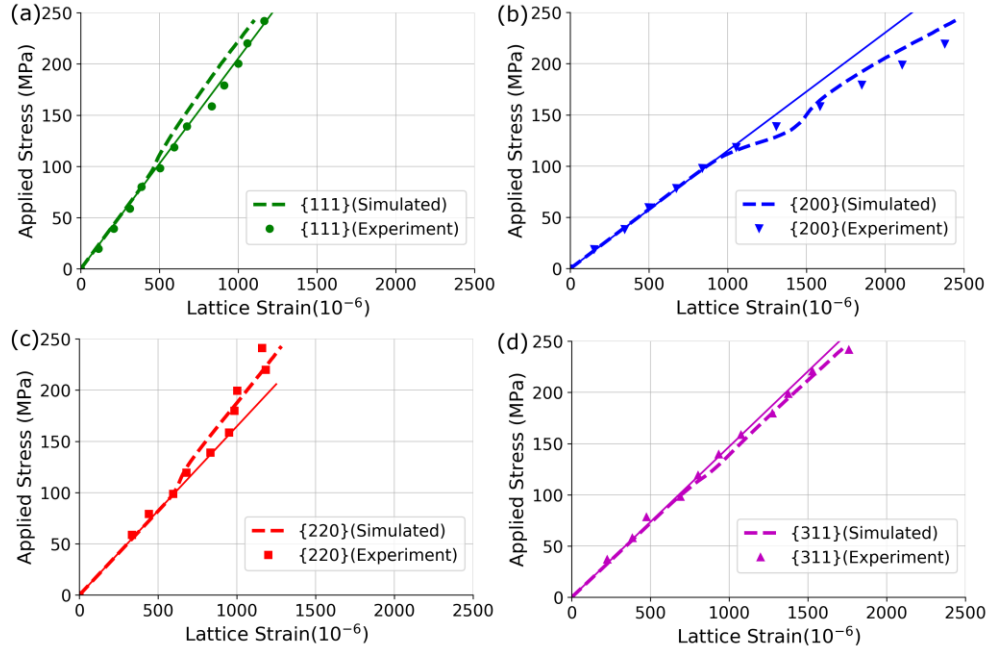 (a)
250
200
150
100
50
0
Applied Stress (MPa)
{111}(Simulated)
{111}(Experiment)
0 500 1000 1500 2000 2500
Lattice Strain(10⁻⁶)
(b)
250
200
150
100
50
0
Applied Stress (MPa)
{200}(Simulated)
{200}(Experiment)
0 500 1000 1500 2000 2500
Lattice Strain(10⁻⁶)
(c)
250
200
150
100
50
0
Applied Stress (MPa)
{220}(Simulated)
{220}(Experiment)
0 500 1000 1500 2000 2500
Lattice Strain(10⁻⁶)
(d)
250
200
150
100
50
0
Applied Stress (MPa)
{311}(Simulated)
{311}(Experiment)
0 500 1000 1500 2000 2500
Lattice Strain(10⁻⁶)